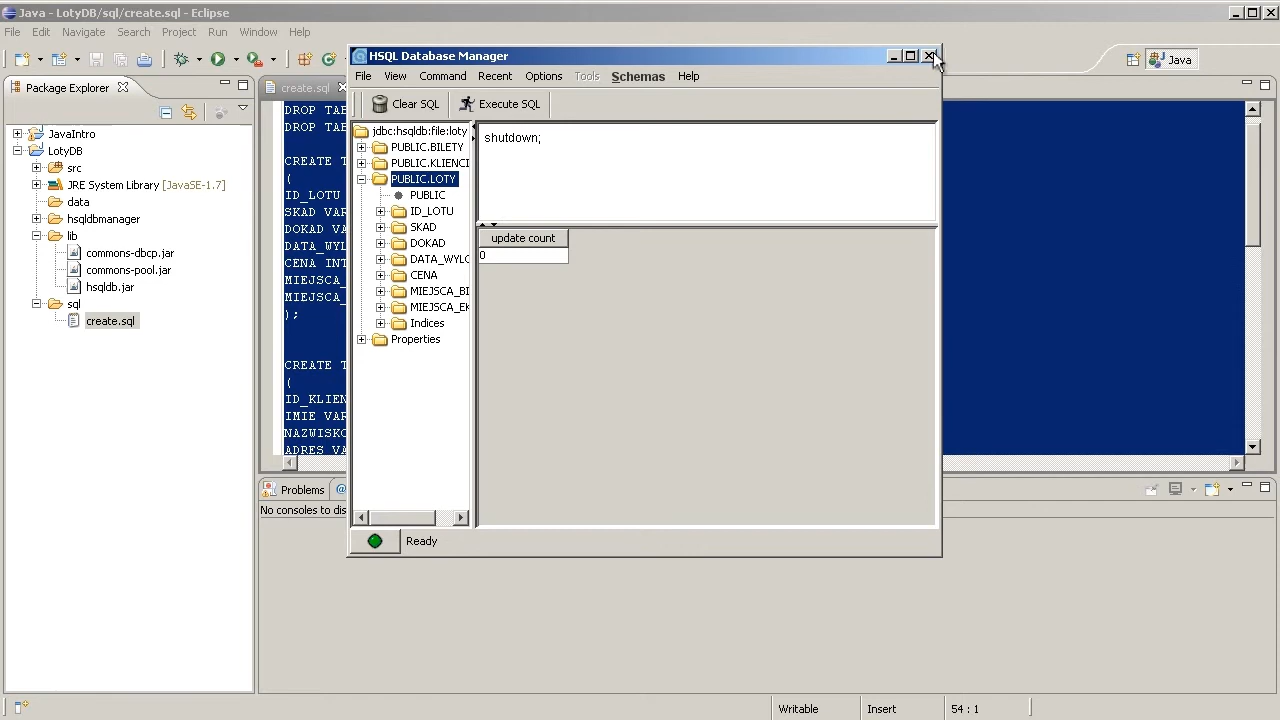 Java - LotyDB/sql/create.sql - Eclipse
File Edit Navigate Search Project Run Window Help
Java
Package Explorer
JavaIntro
LotyDB
src
JRE System Library [JavaSE-1.7]
data
hsqldbmanager
lib
commons-dbcp.jar
commons-pool.jar
hsqldb.jar
sql
create.sql
create.sql
DROP TAB
DROP TAB
CREATE T
(
ID_LOTU
SKAD VAR
DOKAD VA
DATA_WYL
CENA INT
MIEJSCA_
MIEJSCA_
);
CREATE T
(
ID_KLIEN
IMIE VAR
NAZWISKO
ADRES VA
HSQL Database Manager
File View Command Recent Options Tools Schemas Help
Clear SQL Execute SQL
jdbc:hsqldb:file:loty
PUBLIC.BILETY
PUBLIC.KLIENCI
PUBLIC.LOTY
PUBLIC
ID_LOTU
SKAD
DOKAD
DATA_WYLO
CENA
MIEJSCA_BI
MIEJSCA_EK
Indices
Properties
shutdown;
update count
0
Ready
Problems @
No consoles to dis
Writable Insert 54 : 1